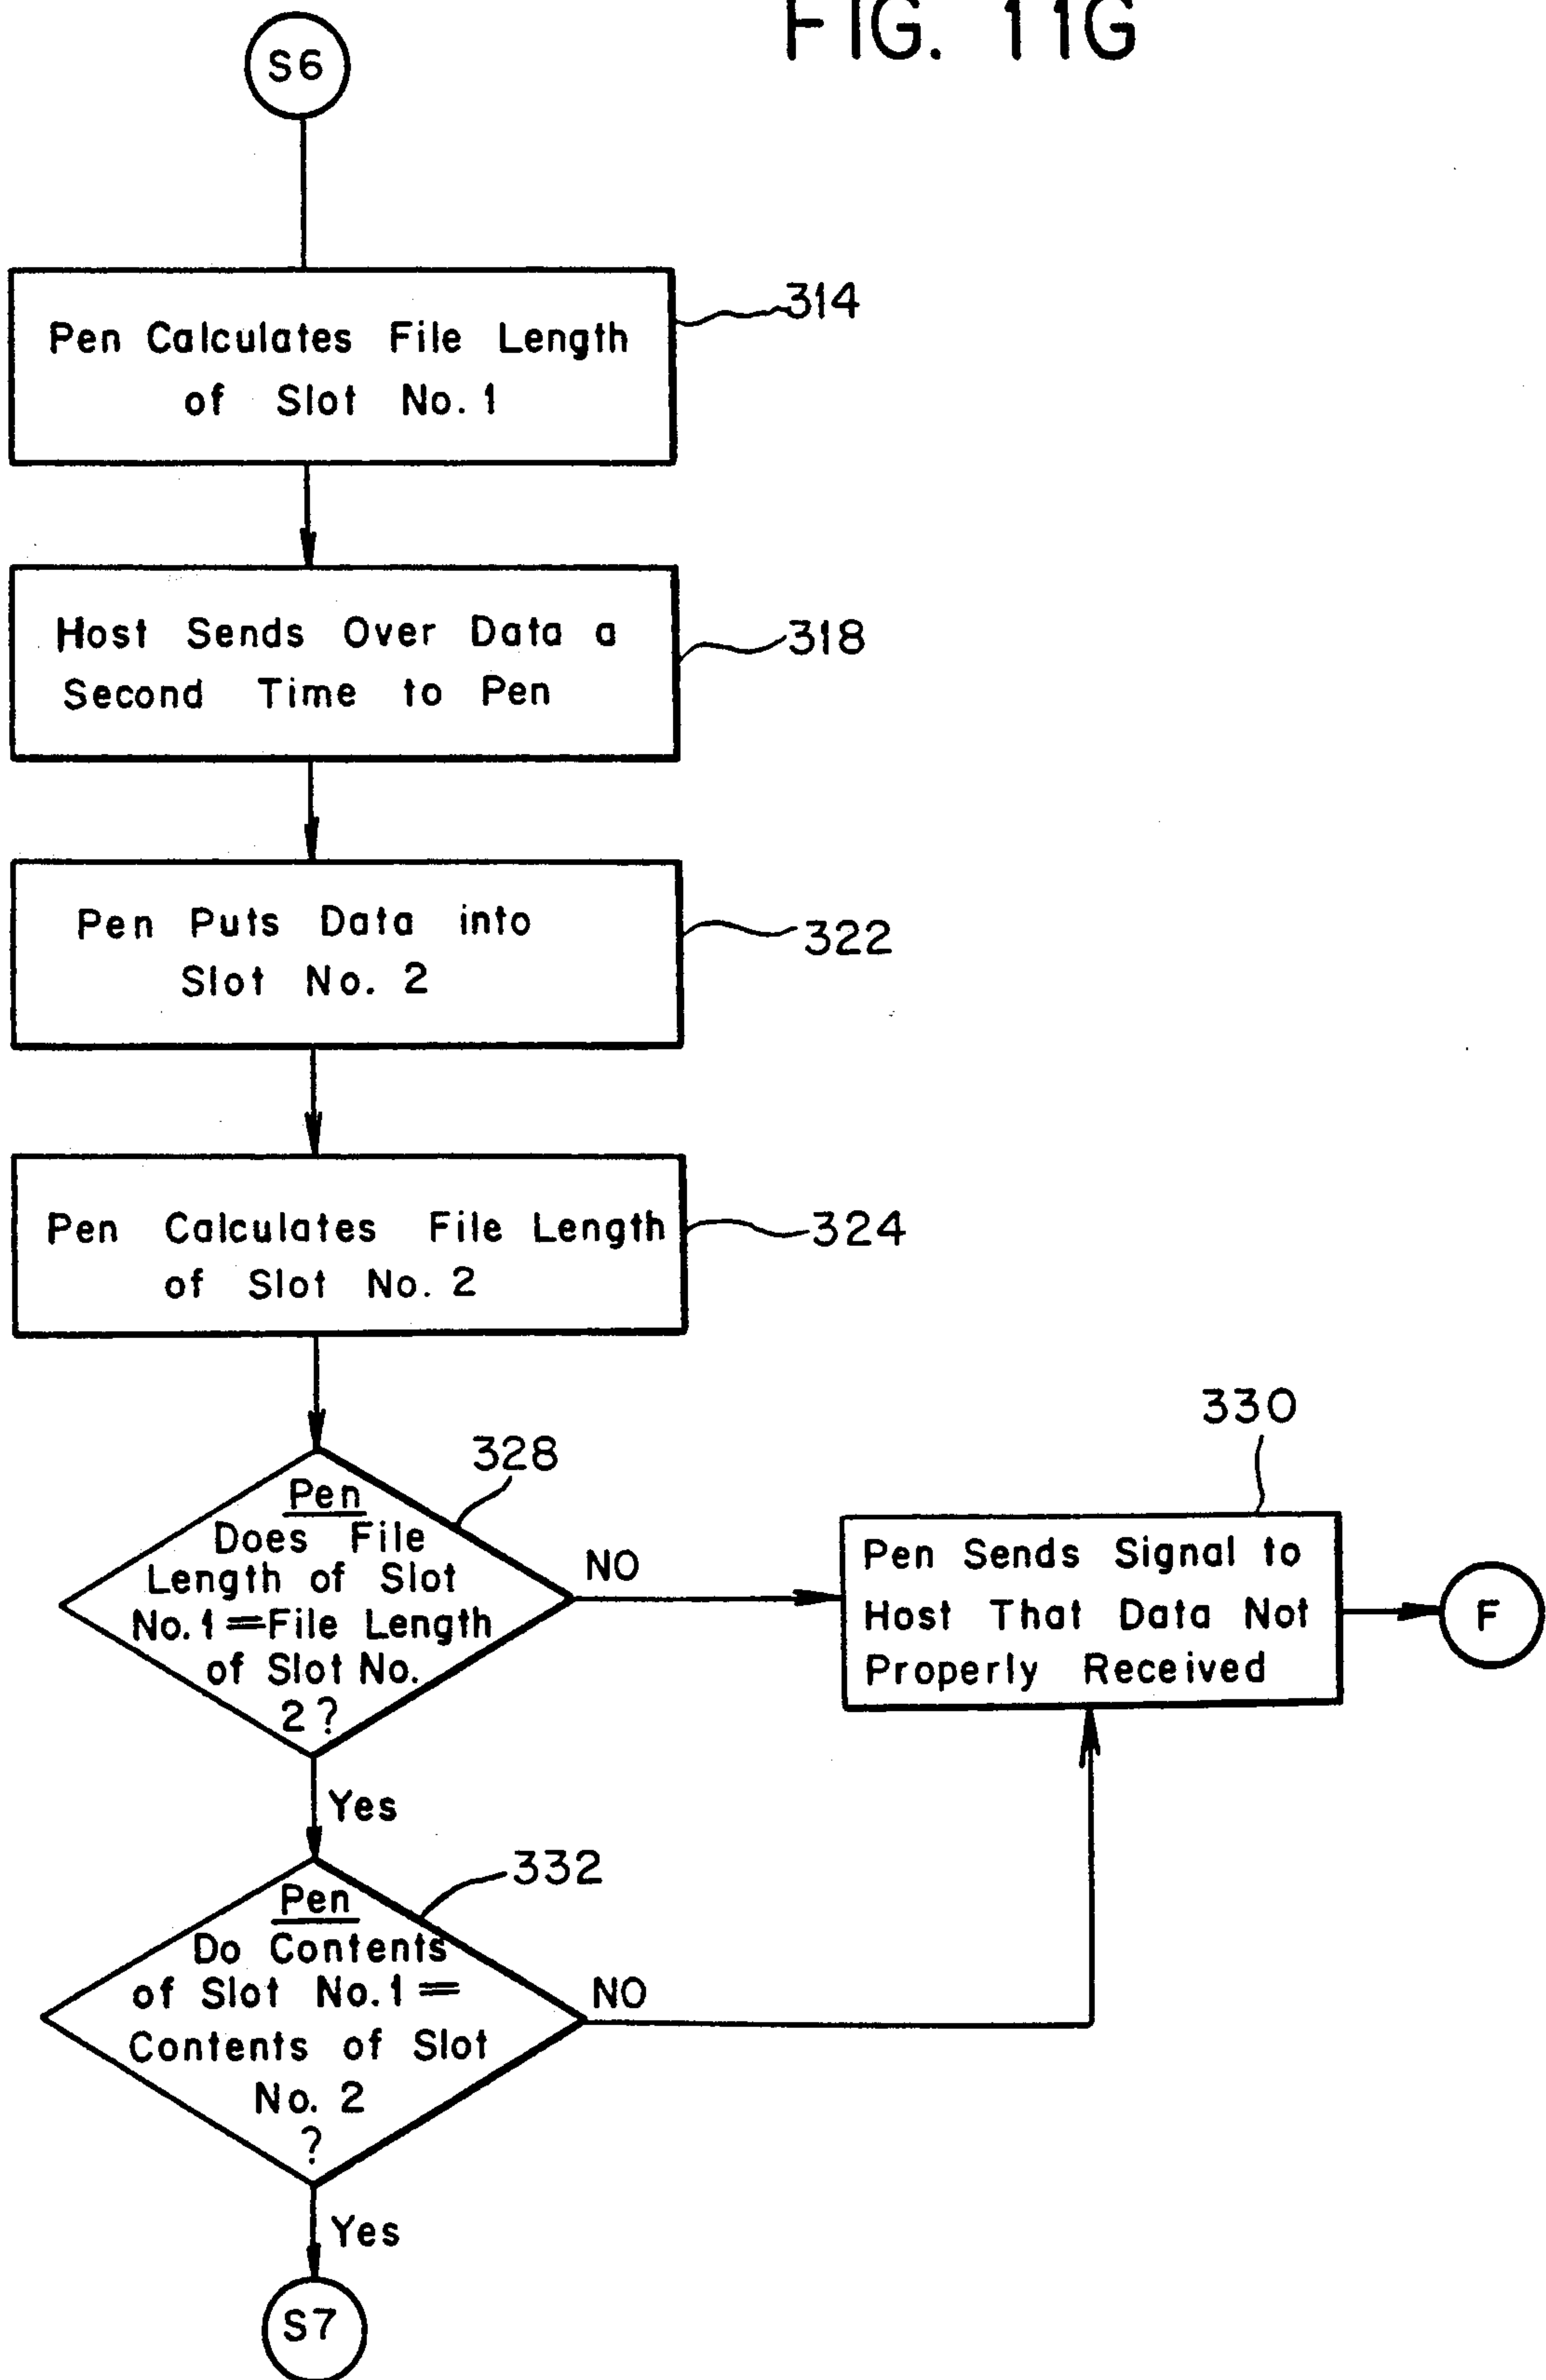 FIG. 11G
S6
Pen Calculates File Length
of Slot No. 1
314
Host Sends Over Data a
Second Time to Pen
318
Pen Puts Data into
Slot No. 2
322
Pen Calculates File Length
of Slot No. 2
324
328
Pen
Does File
Length of Slot
No. 1 = File Length
of Slot No.
2?
NO
330
Pen Sends Signal to
Host That Data Not
Properly Received
F
Yes
332
Pen
Do Contents
of Slot No. 1 =
Contents of Slot
No. 2
?
NO
Yes
S7